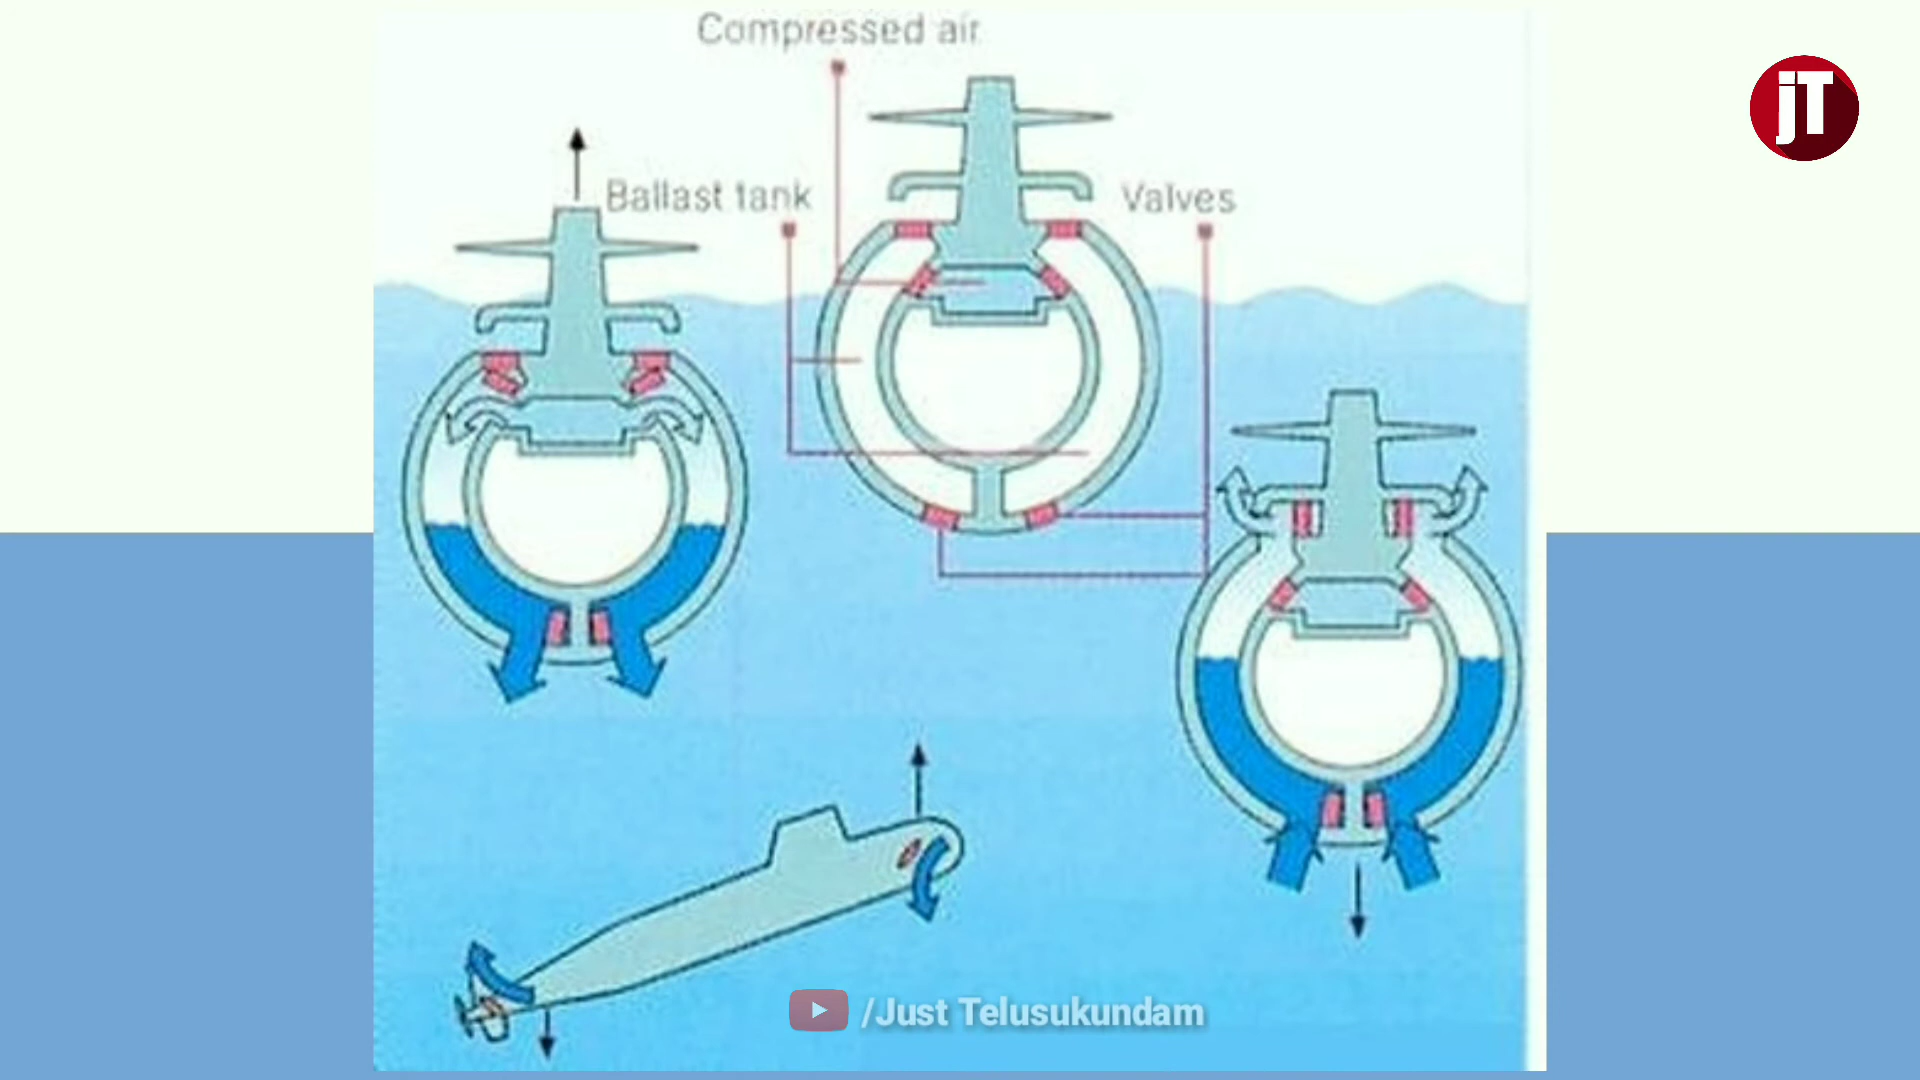 Compressed air
jT
Ballast tank
Valves
/Just Telusukundam